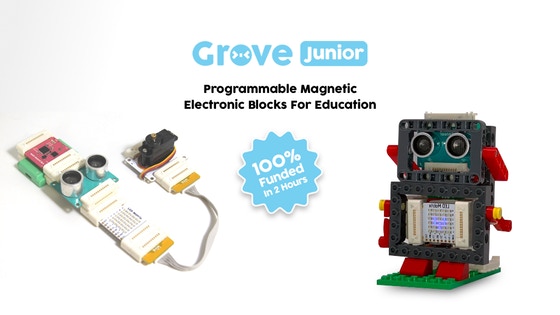 Grove Junior
Programmable Magnetic
Electronic Blocks For Education
100%
Funded
In 2 Hours